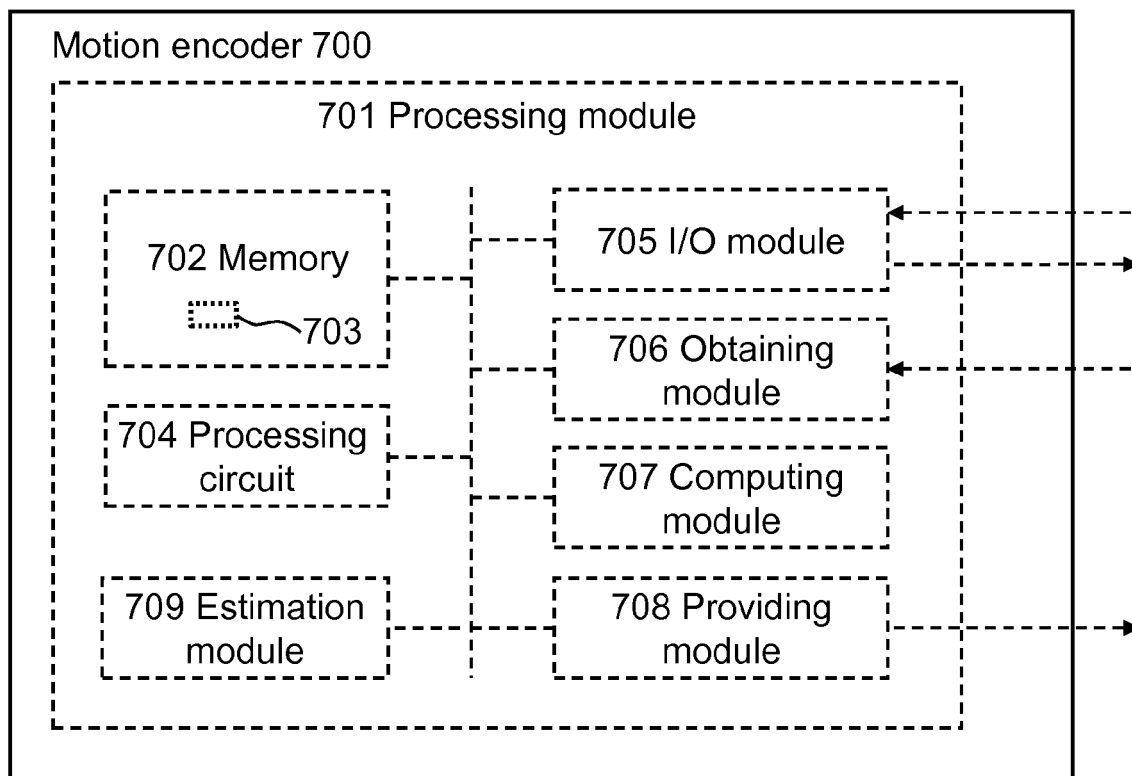 Motion encoder 700
701 Processing module
702 Memory
703
704 Processing
circuit
709 Estimation
module
705 I/O module
706 Obtaining
module
707 Computing
module
708 Providing
module